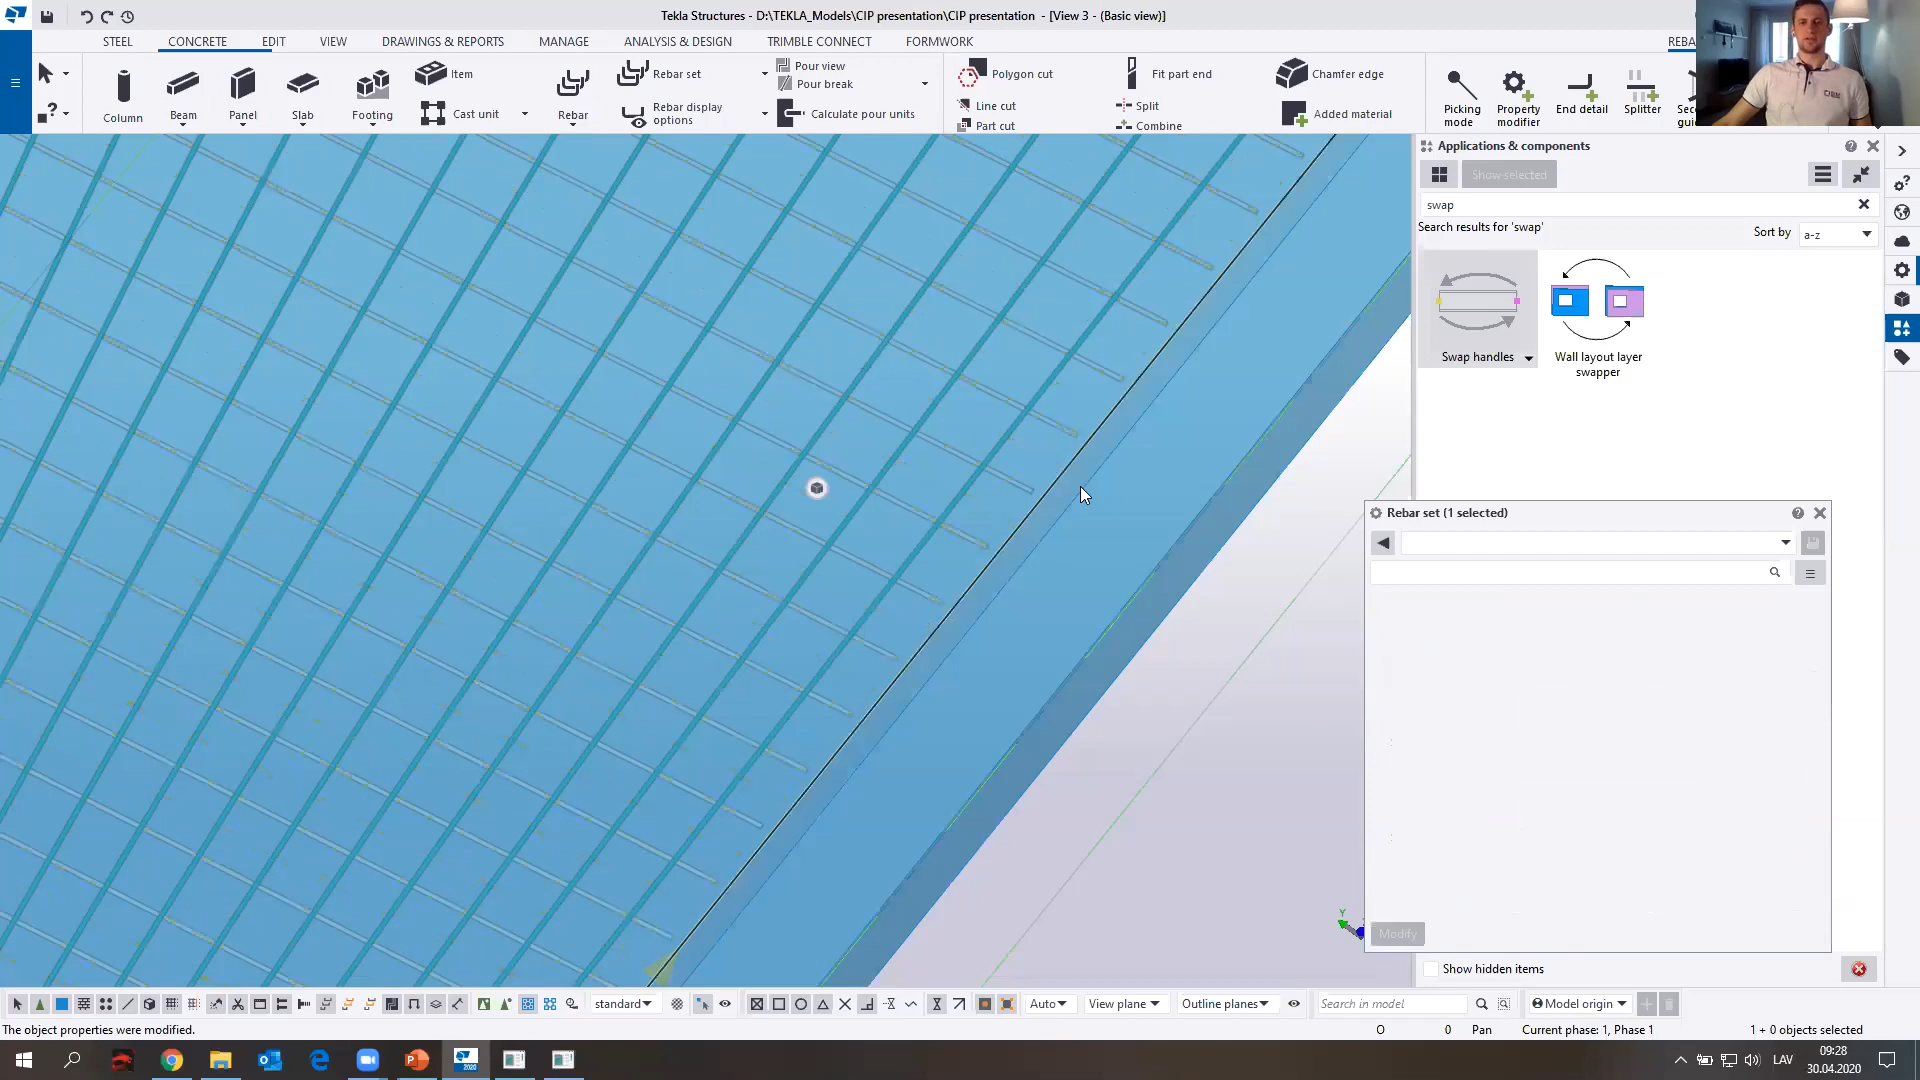 Tekla Structures - D:\TEKLA_Models\CIP presentation\CIP presentation - [View 3 - (Basic view)]
STEEL CONCRETE EDIT VIEW DRAWINGS & REPORTS MANAGE ANALYSIS & DESIGN TRIMBLE CONNECT FORMWORK REBA
Column
Beam
Panel
Slab
Footing
Item
Cast unit
Rebar
Rebar set
Rebar display options
Pour view
Pour break
Calculate pour units
Polygon cut
Line cut
Part cut
Fit part end
Split
Combine
Chamfer edge
Added material
Picking mode
Property modifier
End detail
Splitter
Applications & components
Show selected
swap
Search results for 'swap'
Sort by a-z
Swap handles
Wall layout layer swapper
Rebar set (1 selected)
Modify
Y
Show hidden items
standard
Auto
View plane
Outline planes
Search in model
Model origin
The object properties were modified.
O 0 Pan Current phase: 1, Phase 1 1 + 0 objects selected
2020
LAV
09:28
30.04.2020